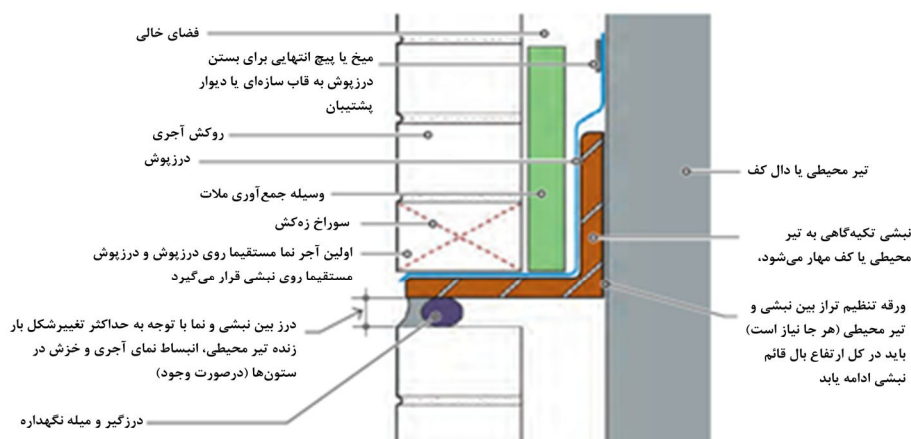 فضای خالی
میخ یا پیچ انتهایی برای بستن
درزپوش به قاب سازه‌ای یا دیوار
پشتیبان
روکش آجری
درزپوش
وسیله جمع‌آوری ملات
سوراخ زه‌کش
اولین آجر نما مستقیما روی درزپوش و درزپوش
مستقیما روی نبشی قرار می‌گیرد
درز بین نبشی و نما با توجه به حداکثر تغییرشکل بار
زنده تیر محیطی، انبساط نمای آجری و خزش در
ستون‌ها (درصورت وجود)
درزگیر و میله نگهداره
تیر محیطی یا دال کف
نبشی تکیه‌گاهی به تیر
محیطی یا کف مهار می‌شود،
ورقه تنظیم تراز بین نبشی و
تیر محیطی (هر جا نیاز است)
باید در کل ارتفاع بال قائم
نبشی ادامه یابد